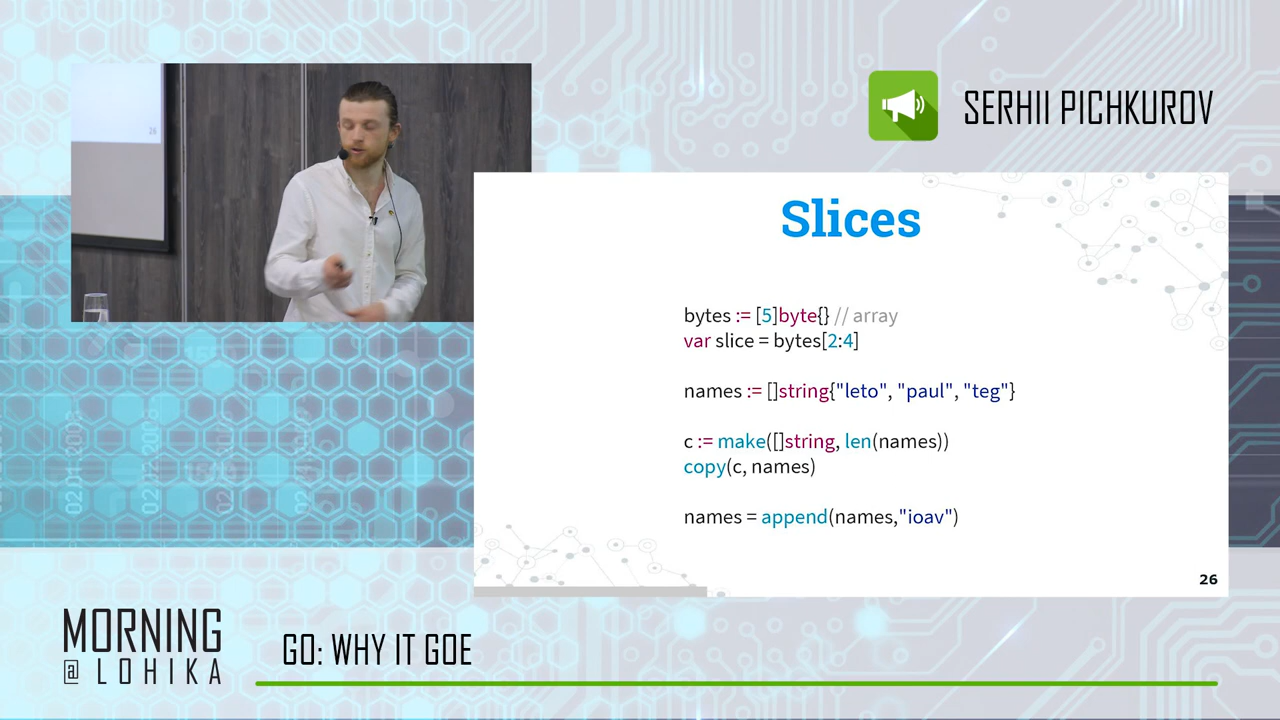 SERHII PICHKUROV
Slices
bytes := [5]byte{} // array
var slice = bytes[2:4]
names := []string{"leto", "paul", "teg"}
c := make([]string, len(names))
copy(c, names)
names = append(names,"ioav")
26
MORNING
@ LOHIKA
GO: WHY IT GOE